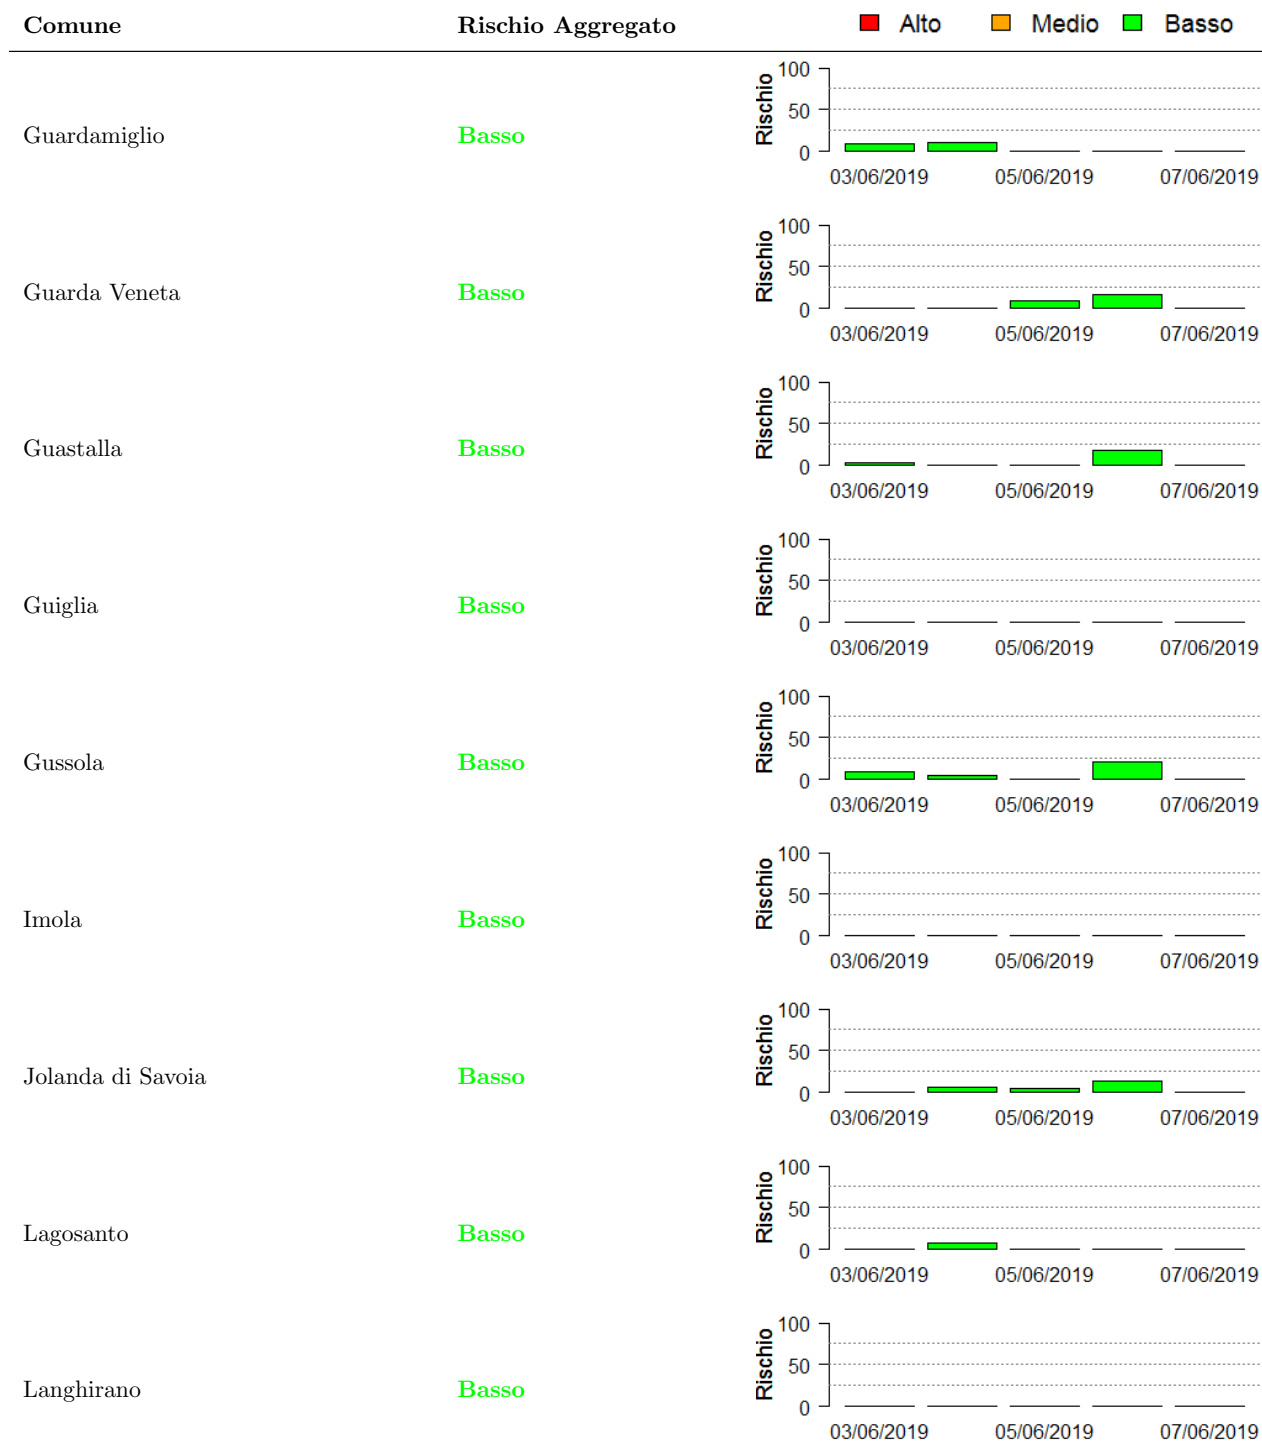 Comune Rischio Aggregato Alto Medio Basso
100
50
0
Rischio
Guardamiglio Basso
03/06/2019 05/06/2019 07/06/2019
100
50
0
Rischio
Guarda Veneta Basso
03/06/2019 05/06/2019 07/06/2019
100
50
0
Rischio
Guastalla Basso
03/06/2019 05/06/2019 07/06/2019
100
50
0
Rischio
Guiglia Basso
03/06/2019 05/06/2019 07/06/2019
100
50
0
Rischio
Gussola Basso
03/06/2019 05/06/2019 07/06/2019
100
50
0
Rischio
Imola Basso
03/06/2019 05/06/2019 07/06/2019
100
50
0
Rischio
Jolanda di Savoia Basso
03/06/2019 05/06/2019 07/06/2019
100
50
0
Rischio
Lagosanto Basso
03/06/2019 05/06/2019 07/06/2019
100
50
0
Rischio
Langhirano Basso
03/06/2019 05/06/2019 07/06/2019